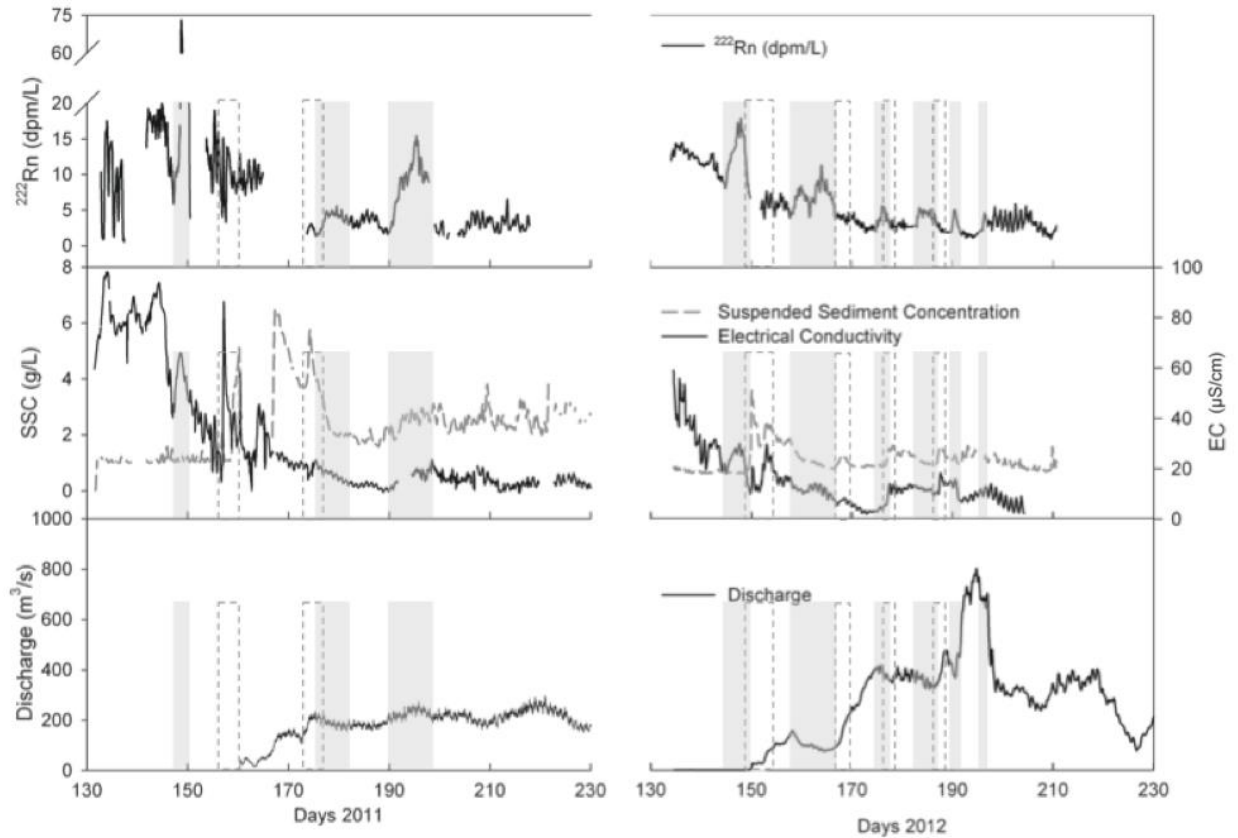 75
60
20
15
10
5
0
²²²Rn (dpm/L)
²²²Rn (dpm/L)
8
6
4
2
0
SSC (g/L)
Suspended Sediment Concentration
Electrical Conductivity
100
80
60
40
20
0
EC (µS/cm)
1000
800
600
400
200
0
Discharge (m³/s)
Discharge
130 150 170 190 210 230
Days 2011
130 150 170 190 210 230
Days 2012